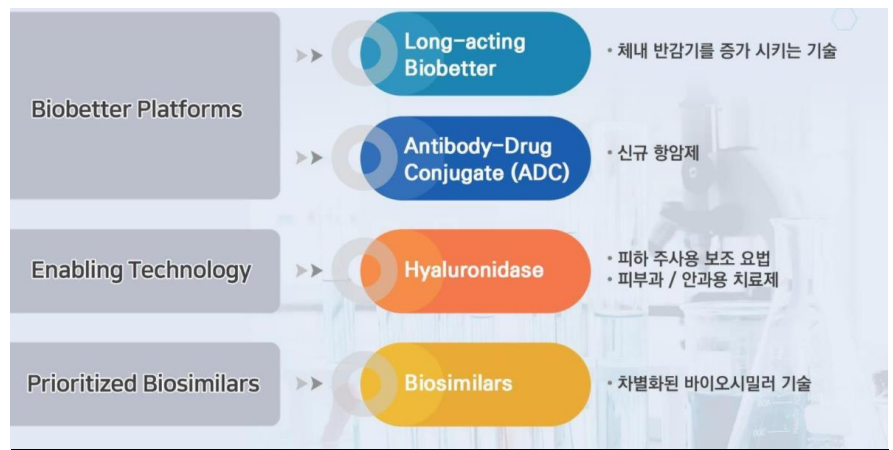 Biobetter Platforms
Long-acting
Biobetter
• 체내 반감기를 증가 시키는 기술
Antibody-Drug
Conjugate (ADC)
• 신규 항암제
Enabling Technology
Hyaluronidase
• 피하 주사용 보조 요법
• 피부과 / 안과용 치료제
Prioritized Biosimilars
Biosimilars
• 차별화된 바이오시밀러 기술